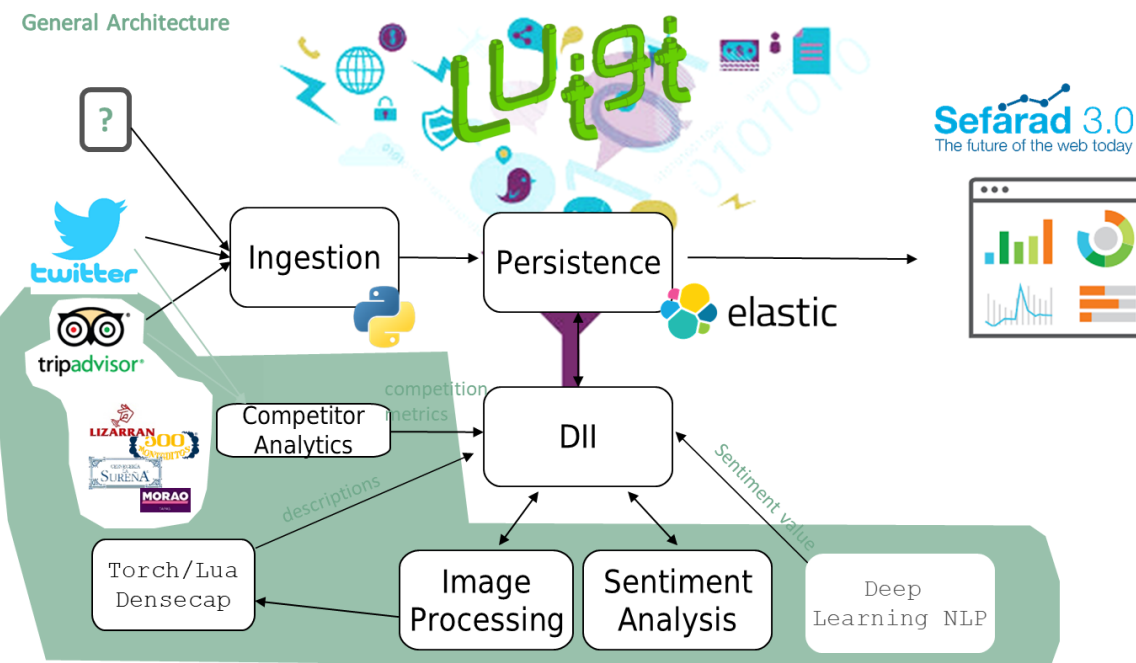 General Architecture
LUigi
?
Sefarad 3.0
The future of the web today
twitter
Ingestion
Persistence
elastic
tripadvisor
competition
metrics
Competitor
Analytics
DII
LIZARRAN
500
MONTADITOS
SUREÑA
MORAO
descriptions
Sentiment value
Torch/Lua
Densecap
Image
Processing
Sentiment
Analysis
Deep
Learning NLP